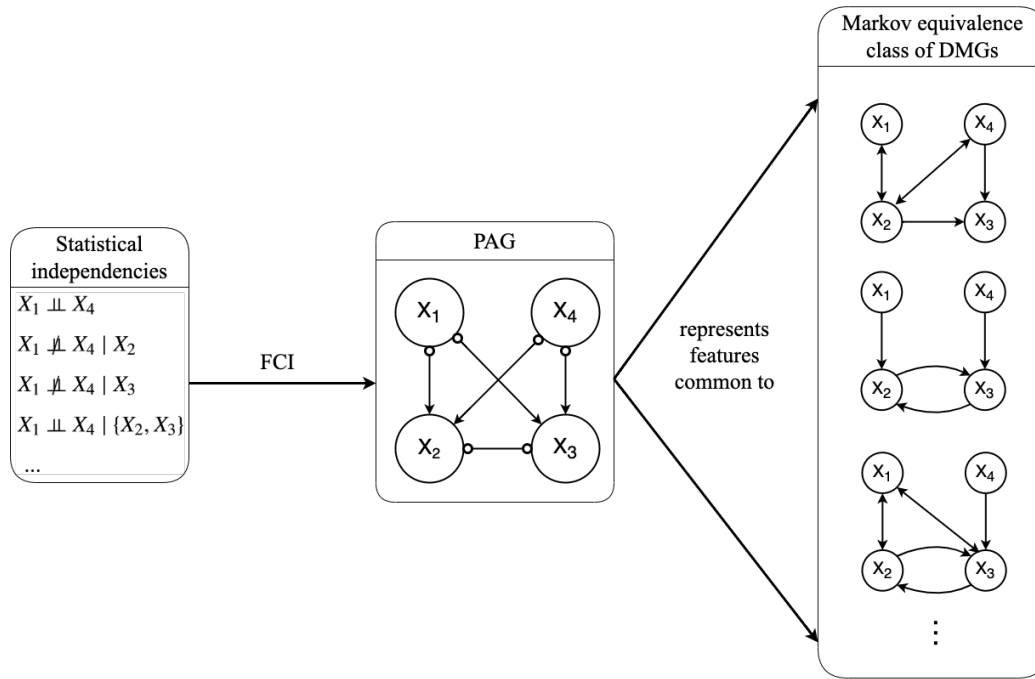 Statistical
independencies
X₁ ⫫ X₄
X₁ ⫫̸ X₄ | X₂
X₁ ⫫̸ X₄ | X₃
X₁ ⫫ X₄ | {X₂, X₃}
...
FCI
PAG
X₁ X₄
X₂ X₃
represents
features
common to
Markov equivalence
class of DMGs
X₁ X₄
X₂ X₃
X₁ X₄
X₂ X₃
X₁ X₄
X₂ X₃
⋮